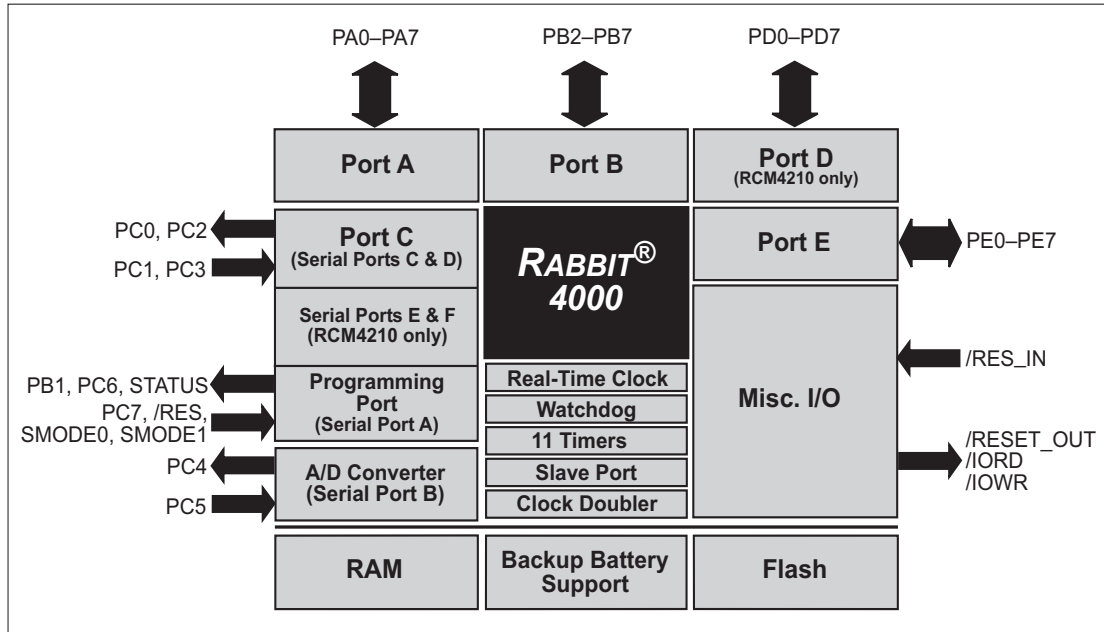 PA0–PA7
PB2–PB7
PD0–PD7
Port A
Port B
Port D
(RCM4210 only)
PC0, PC2
PC1, PC3
Port C
(Serial Ports C & D)
RABBIT®
4000
Port E
PE0–PE7
Serial Ports E & F
(RCM4210 only)
PB1, PC6, STATUS
PC7, /RES,
SMODE0, SMODE1
Programming
Port
(Serial Port A)
PC4
PC5
A/D Converter
(Serial Port B)
Real-Time Clock
Watchdog
11 Timers
Slave Port
Clock Doubler
Misc. I/O
/RES_IN
/RESET_OUT
/IORD
/IOWR
RAM
Backup Battery
Support
Flash